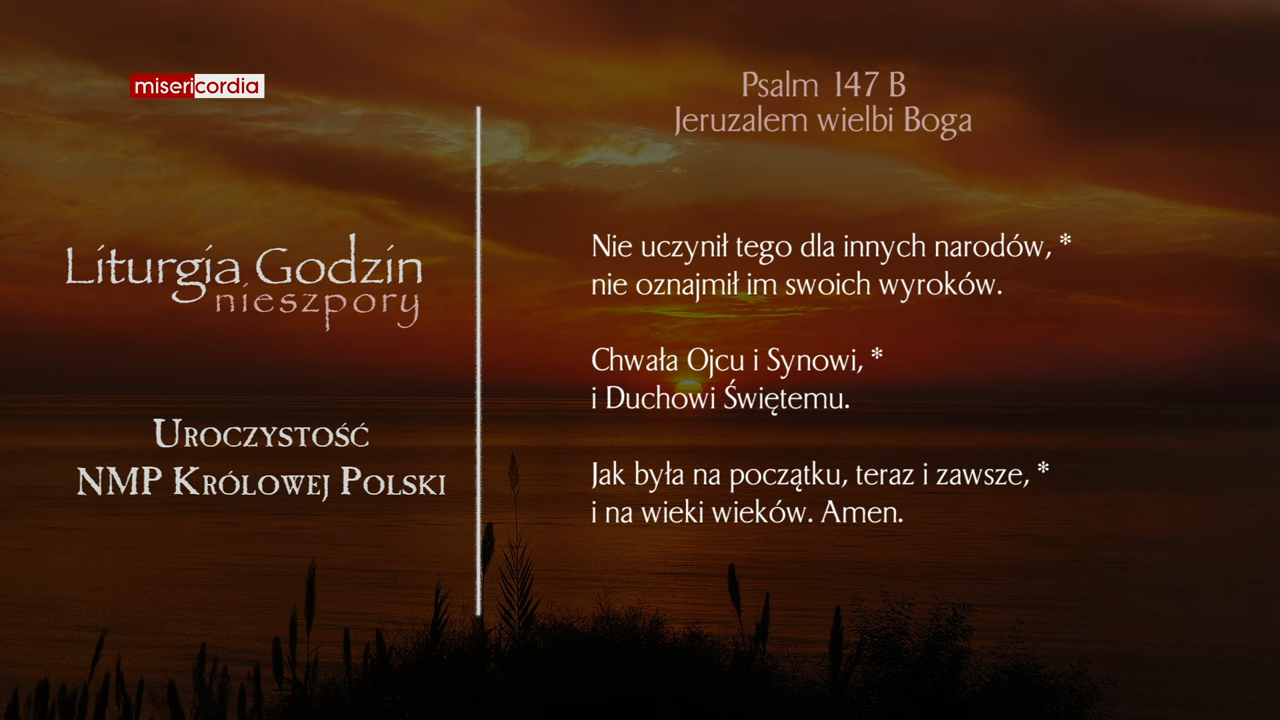 misericordia
Liturgia Godzin
nieszpory
Uroczystość
NMP Królowej Polski
Psalm 147 B
Jeruzalem wielbi Boga
Nie uczynił tego dla innych narodów, *
nie oznajmił im swoich wyroków.
Chwała Ojcu i Synowi, *
i Duchowi Świętemu.
Jak była na początku, teraz i zawsze, *
i na wieki wieków. Amen.